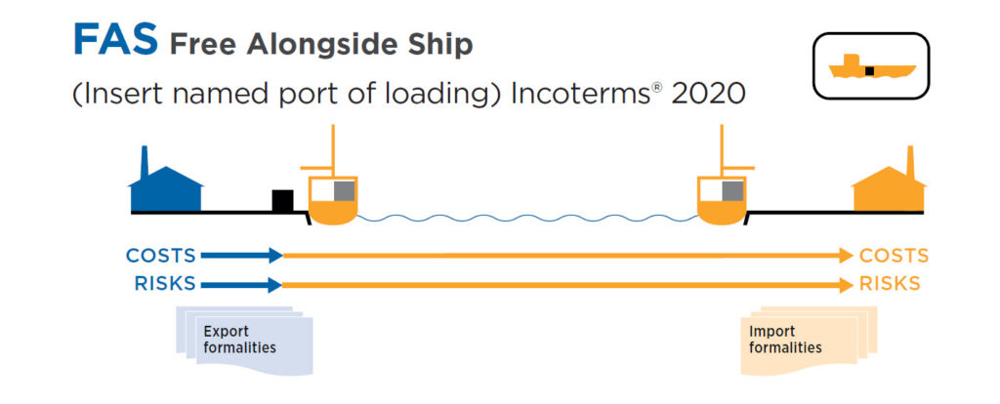 FAS Free Alongside Ship
(Insert named port of loading) Incoterms® 2020
COSTS COSTS
RISKS RISKS
Export
formalities
Import
formalities